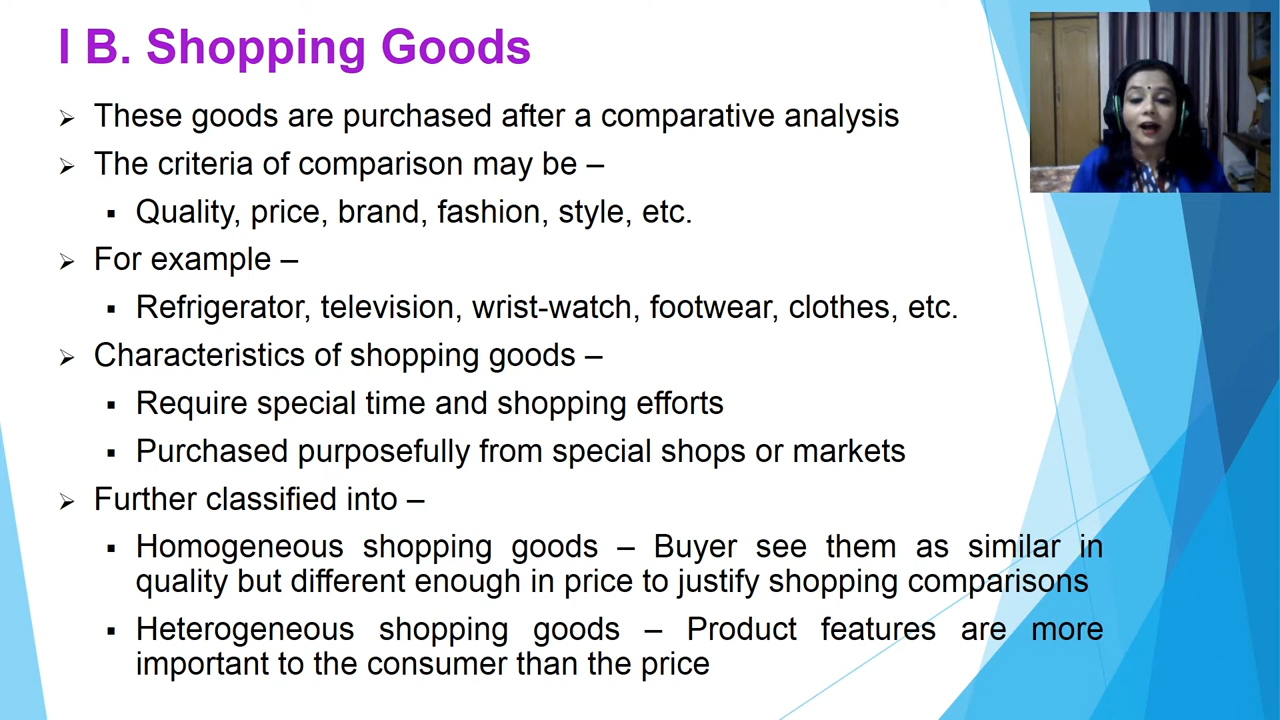 I B. Shopping Goods
➢ These goods are purchased after a comparative analysis
➢ The criteria of comparison may be –
▪ Quality, price, brand, fashion, style, etc.
➢ For example –
▪ Refrigerator, television, wrist-watch, footwear, clothes, etc.
➢ Characteristics of shopping goods –
▪ Require special time and shopping efforts
▪ Purchased purposefully from special shops or markets
➢ Further classified into –
▪ Homogeneous shopping goods – Buyer see them as similar in
quality but different enough in price to justify shopping comparisons
▪ Heterogeneous shopping goods – Product features are more
important to the consumer than the price